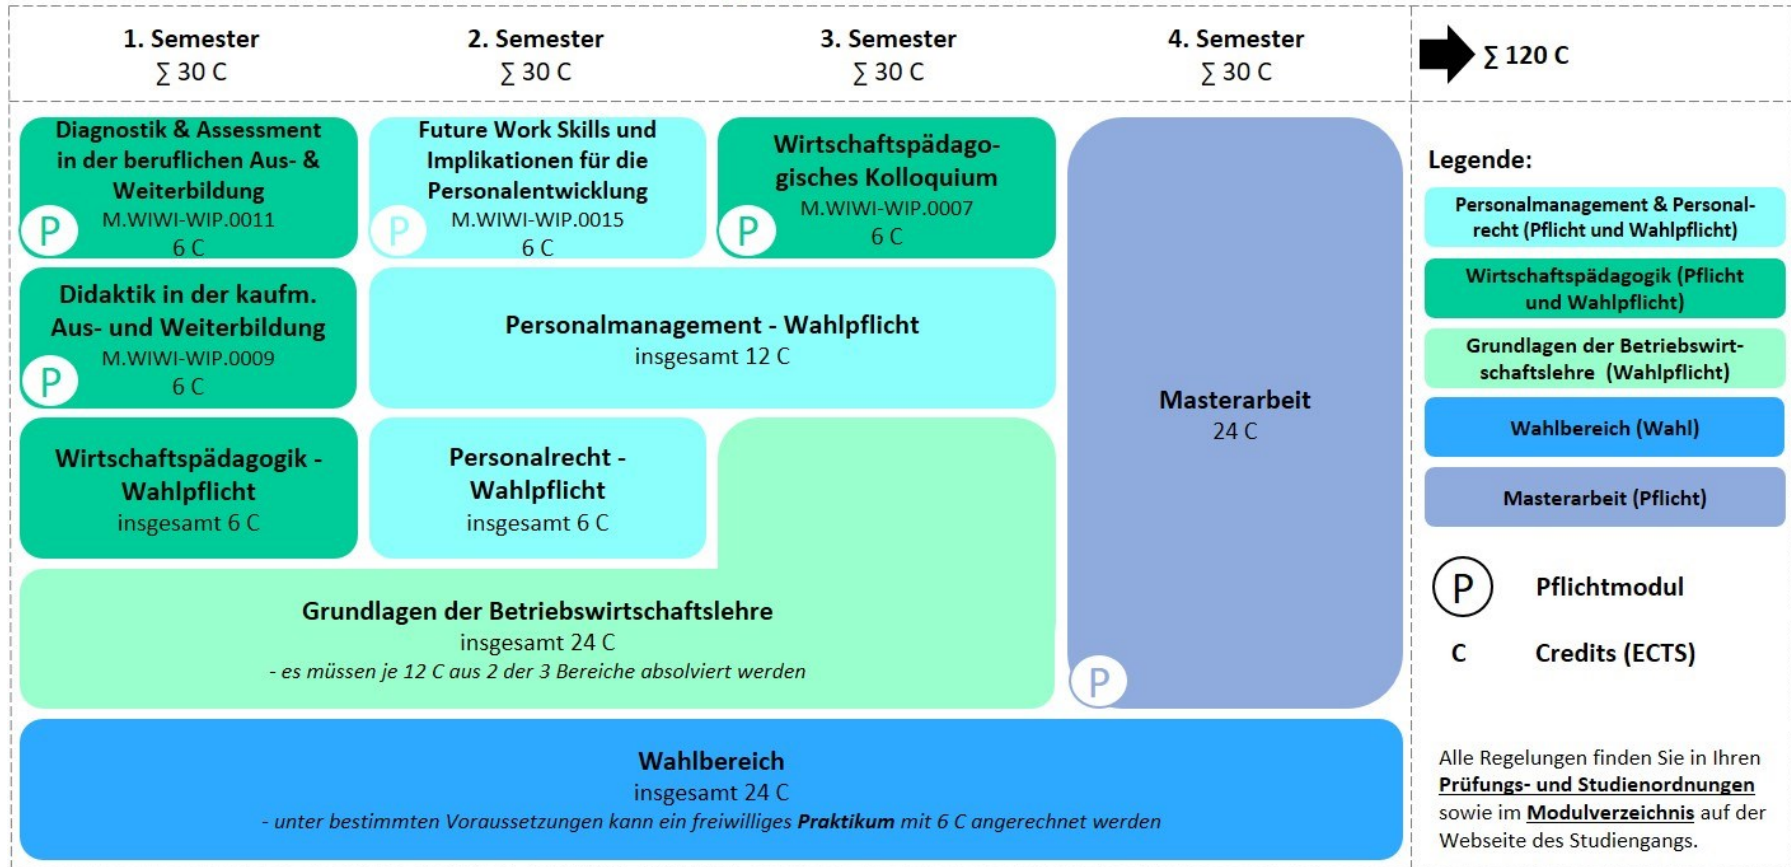 1. Semester
∑ 30 C
2. Semester
∑ 30 C
3. Semester
∑ 30 C
4. Semester
∑ 30 C
∑ 120 C
Diagnostik & Assessment
in der beruflichen Aus- &
Weiterbildung
M.WIWI-WIP.0011
6 C
P
Future Work Skills und
Implikationen für die
Personalentwicklung
M.WIWI-WIP.0015
6 C
P
Wirtschaftspädago-
gisches Kolloquium
M.WIWI-WIP.0007
6 C
P
Didaktik in der kaufm.
Aus- und Weiterbildung
M.WIWI-WIP.0009
6 C
P
Personalmanagement - Wahlpflicht
insgesamt 12 C
Masterarbeit
24 C
P
Wirtschaftspädagogik -
Wahlpflicht
insgesamt 6 C
Personalrecht -
Wahlpflicht
insgesamt 6 C
Grundlagen der Betriebswirtschaftslehre
insgesamt 24 C
- es müssen je 12 C aus 2 der 3 Bereiche absolviert werden
Wahlbereich
insgesamt 24 C
- unter bestimmten Voraussetzungen kann ein freiwilliges Praktikum mit 6 C angerechnet werden
Legende:
Personalmanagement & Personal-
recht (Pflicht und Wahlpflicht)
Wirtschaftspädagogik (Pflicht
und Wahlpflicht)
Grundlagen der Betriebswirt-
schaftslehre (Wahlpflicht)
Wahlbereich (Wahl)
Masterarbeit (Pflicht)
P Pflichtmodul
C Credits (ECTS)
Alle Regelungen finden Sie in Ihren
Prüfungs- und Studienordnungen
sowie im Modulverzeichnis auf der
Webseite des Studiengangs.